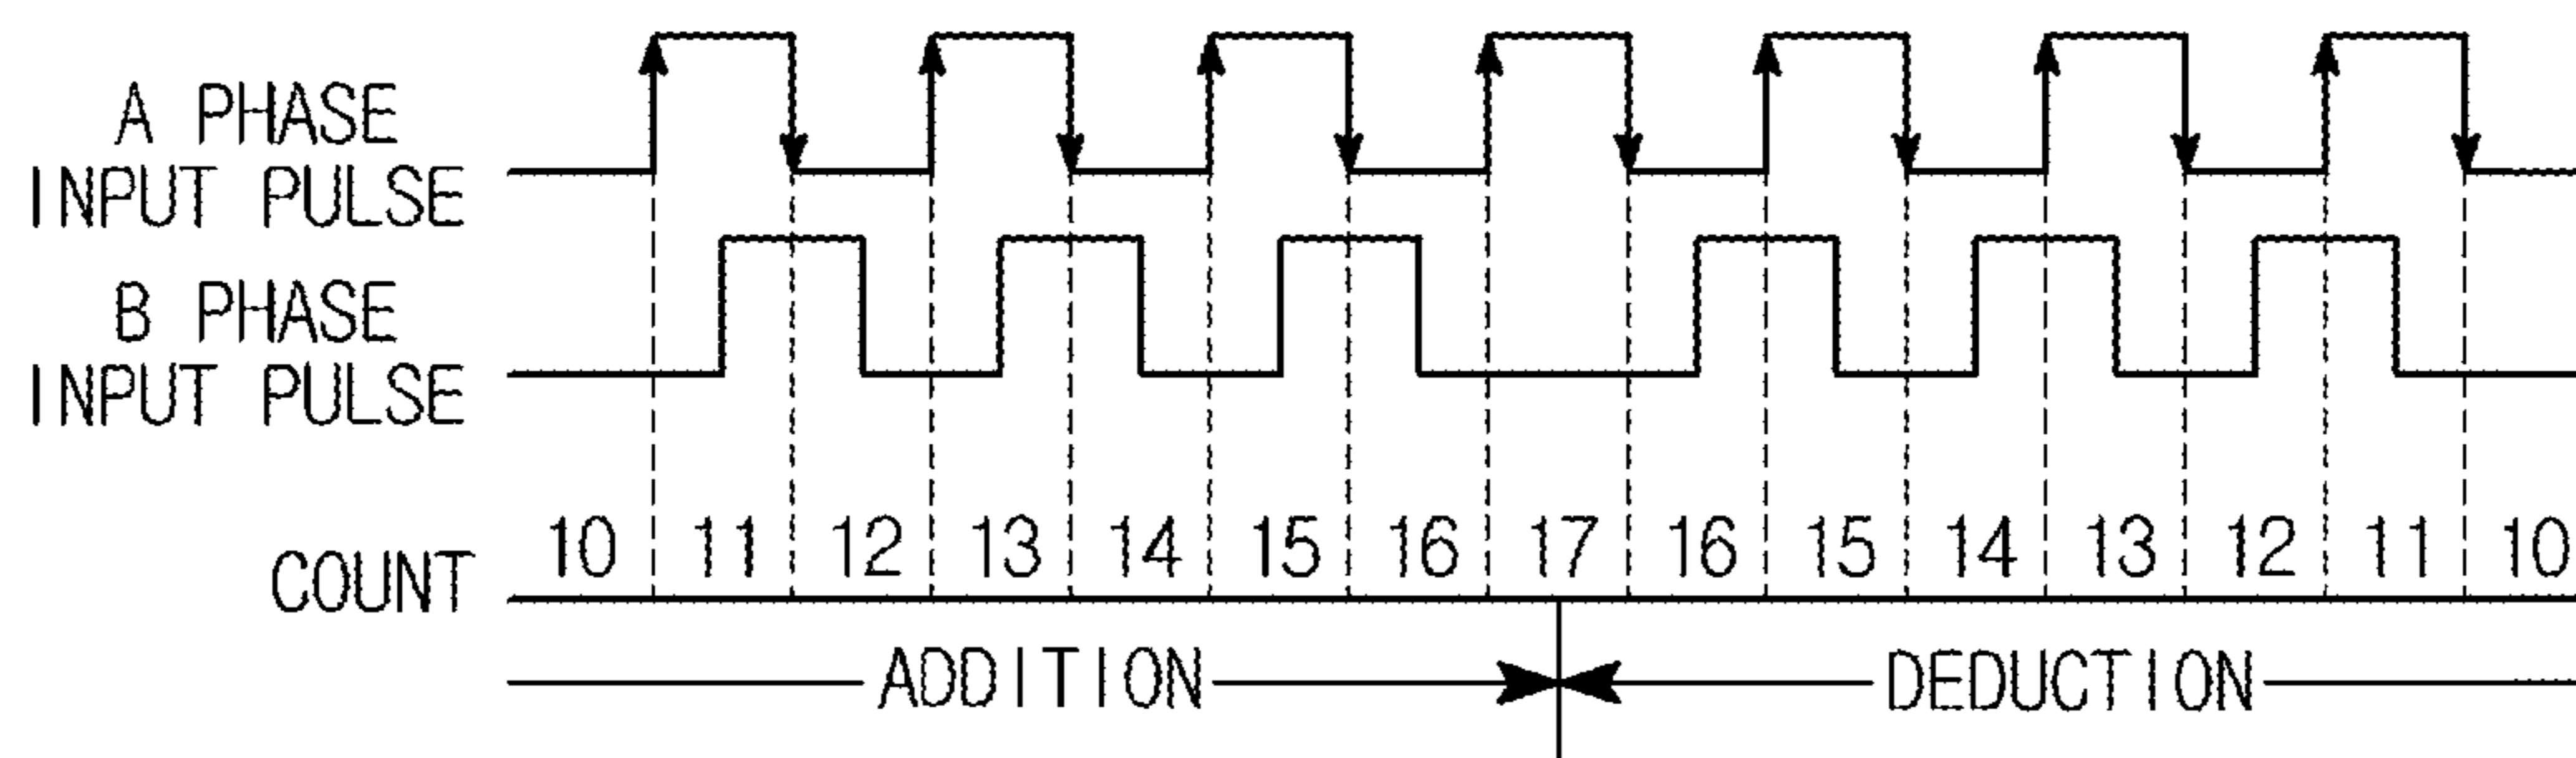 A PHASE
INPUT PULSE
B PHASE
INPUT PULSE
COUNT 10 11 12 13 14 15 16 17 16 15 14 13 12 11 10
ADDITION DEDUCTION